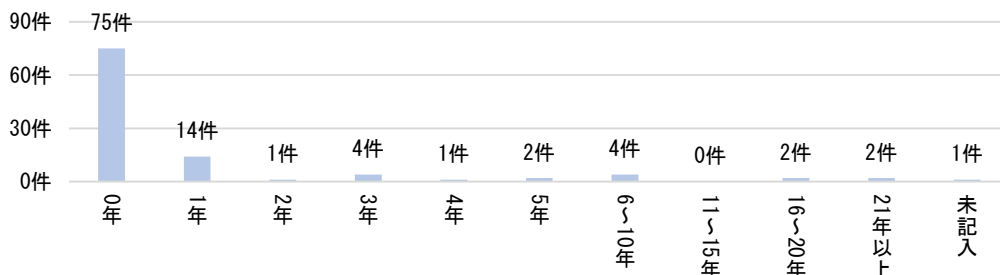 90件
60件
30件
0件
75件
14件
1件
4件
1件
2件
4件
0件
2件
2件
1件
0年
1年
2年
3年
4年
5年
6～10年
11～15年
16～20年
21年以上
未記入